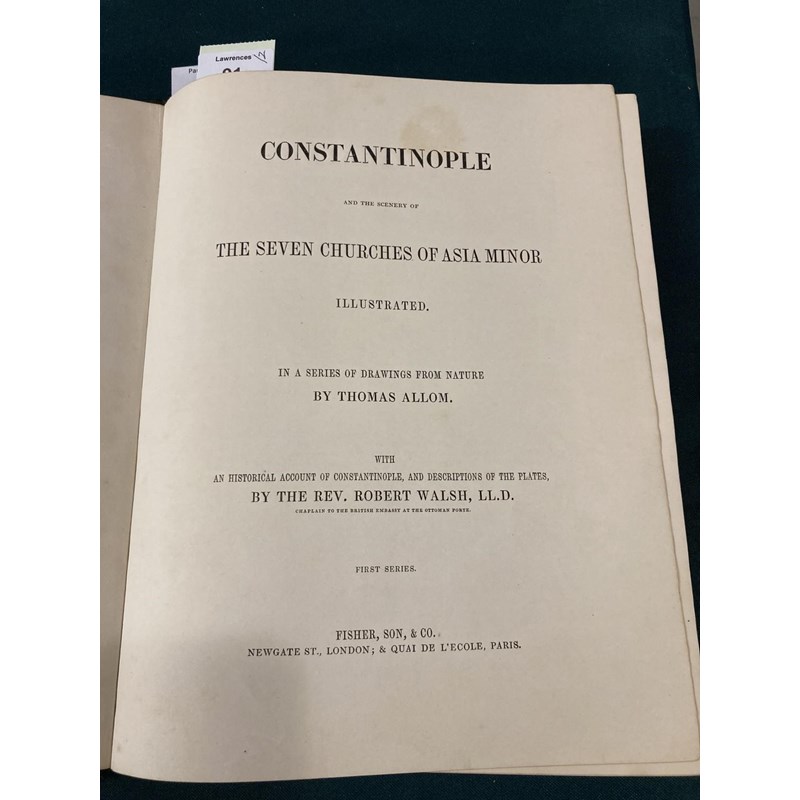 Lawrences
CONSTANTINOPLE
AND THE SCENERY OF
THE SEVEN CHURCHES OF ASIA MINOR
ILLUSTRATED.
IN A SERIES OF DRAWINGS FROM NATURE
BY THOMAS ALLOM.
WITH
AN HISTORICAL ACCOUNT OF CONSTANTINOPLE, AND DESCRIPTIONS OF THE PLATES,
BY THE REV. ROBERT WALSH, LL.D.
CHAPLAIN TO THE BRITISH EMBASSY AT THE OTTOMAN PORTE.
FIRST SERIES.
FISHER, SON, & CO.
NEWGATE ST., LONDON; & QUAI DE L'ECOLE, PARIS.